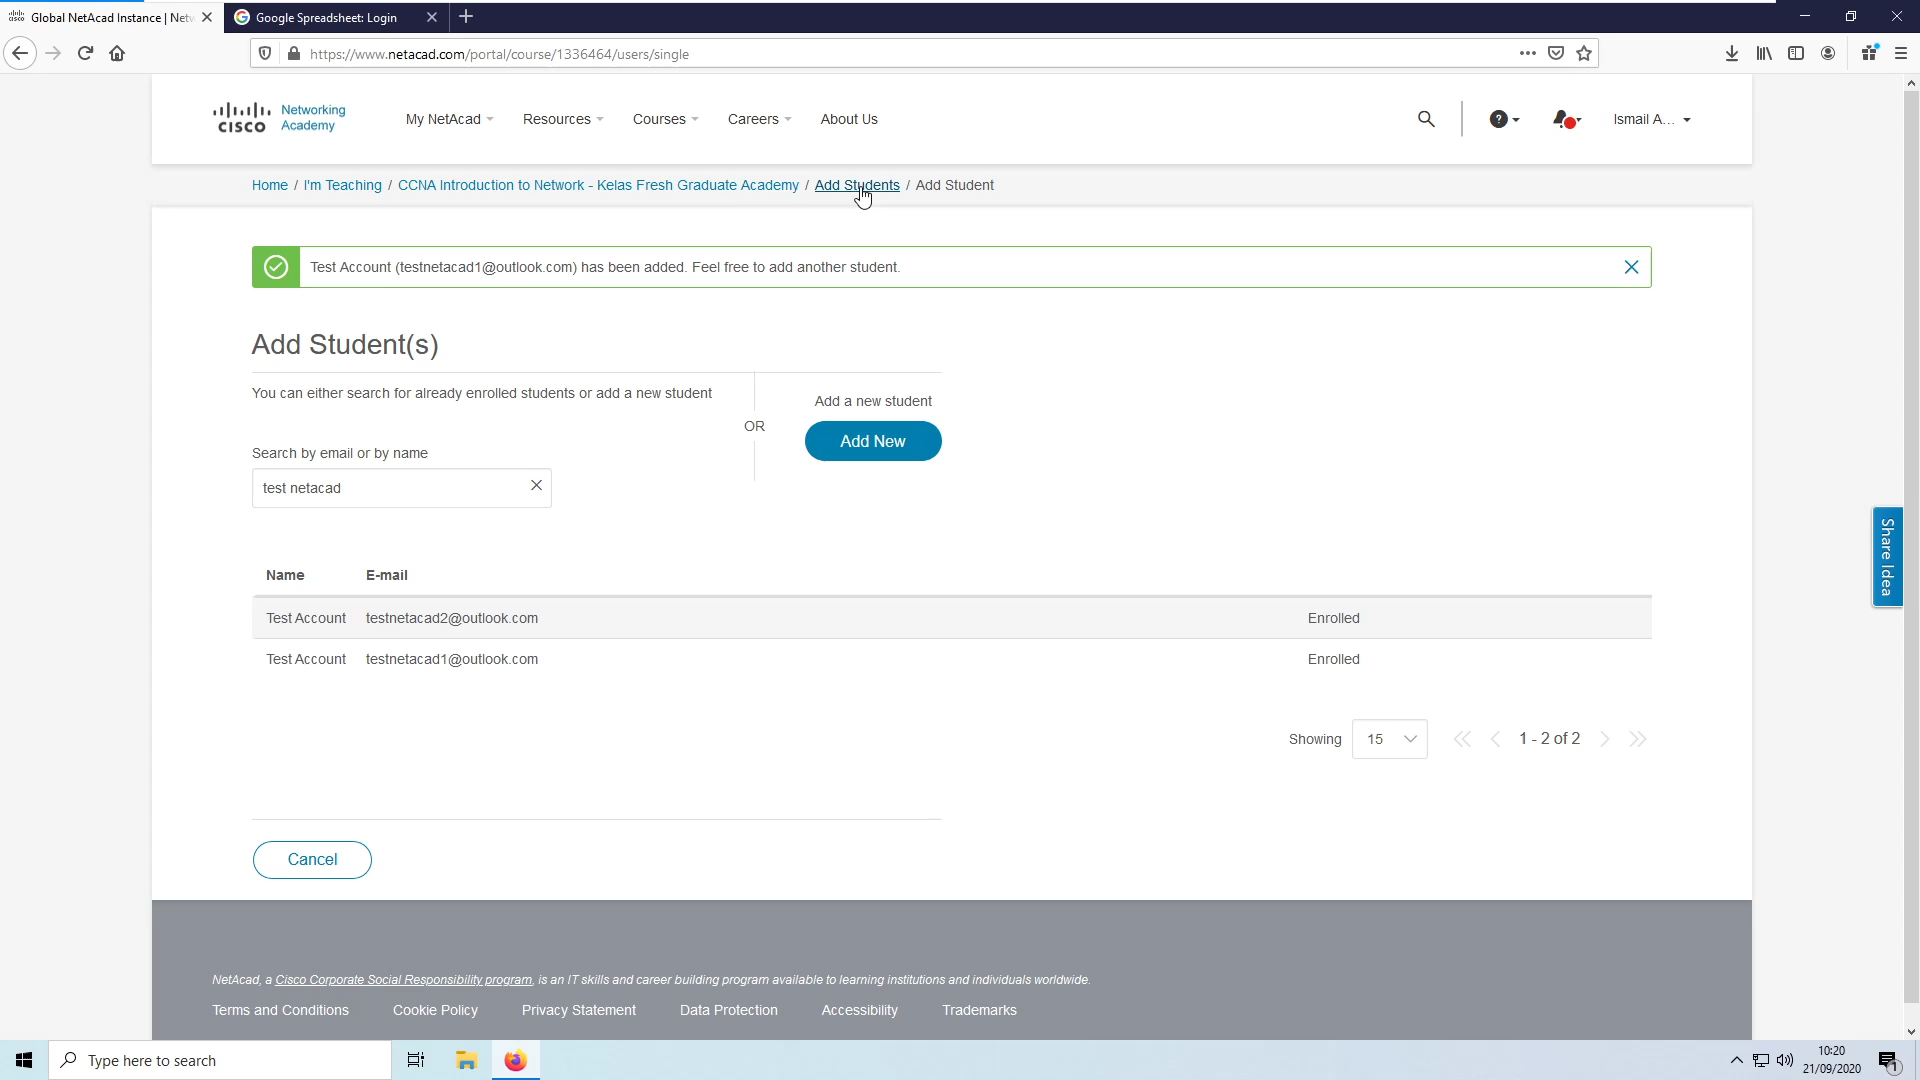 Global NetAcad Instance | Netw
Google Spreadsheet: Login
https://www.netacad.com/portal/course/1336464/users/single
CISCO Networking Academy
My NetAcad
Resources
Courses
Careers
About Us
Ismail A...
Home / I'm Teaching / CCNA Introduction to Network - Kelas Fresh Graduate Academy / Add Students / Add Student
Test Account (testnetacad1@outlook.com) has been added. Feel free to add another student.
Add Student(s)
You can either search for already enrolled students or add a new student
OR
Add a new student
Add New
Search by email or by name
test netacad
Share Idea
Name E-mail
Test Account testnetacad2@outlook.com Enrolled
Test Account testnetacad1@outlook.com Enrolled
Showing 15 1 - 2 of 2
Cancel
NetAcad, a Cisco Corporate Social Responsibility program, is an IT skills and career building program available to learning institutions and individuals worldwide.
Terms and Conditions Cookie Policy Privacy Statement Data Protection Accessibility Trademarks
Type here to search
10:20
21/09/2020
1